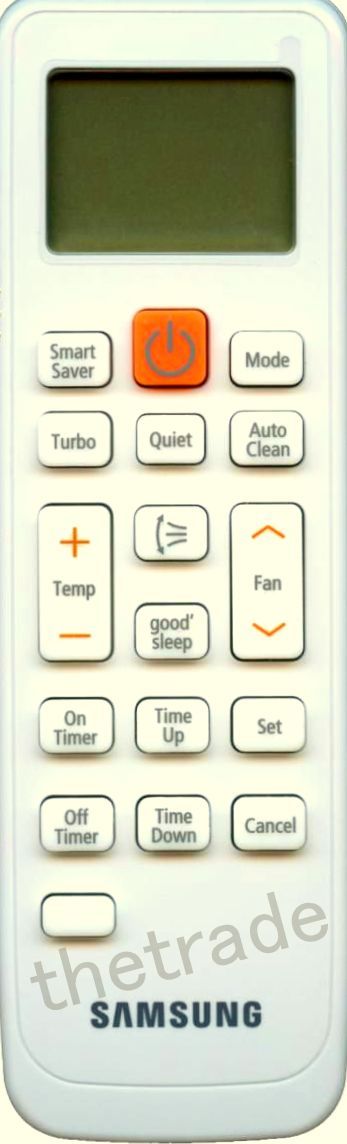 Smart
Saver
Mode
Turbo
Quiet
Auto
Clean
+
Temp
−
Fan
good'
sleep
On
Timer
Time
Up
Set
Off
Timer
Time
Down
Cancel
thetrade
SAMSUNG